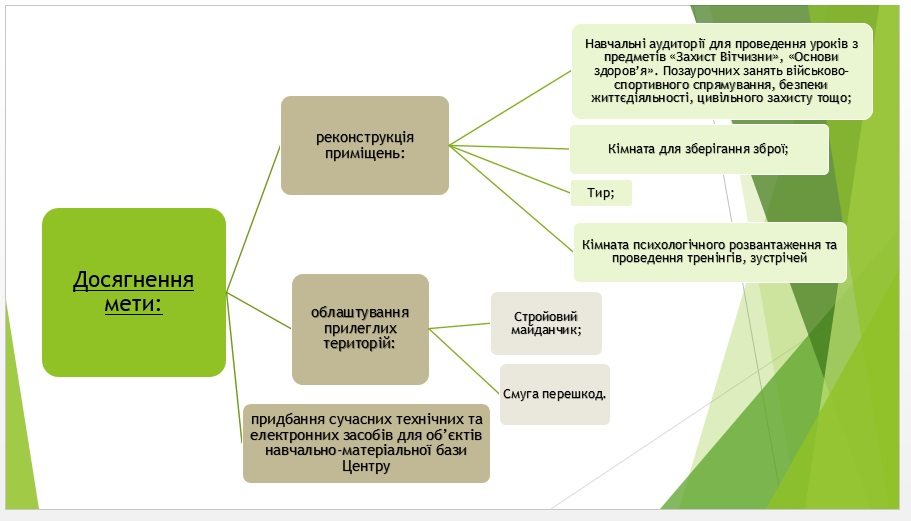 Досягнення
мети:
реконструкція
приміщень:
Навчальні аудиторії для проведення уроків з
предметів «Захист Вітчизни», «Основи
здоров’я». Позаурочних занять військово-
спортивного спрямування, безпеки
життєдіяльності, цивільного захисту тощо;
Кімната для зберігання зброї;
Тир;
Кімната психологічного розвантаження та
проведення тренінгів, зустрічей
облаштування
прилеглих
територій:
Стройовий
майданчик;
Смуга перешкод.
придбання сучасних технічних та
електронних засобів для об’єктів
навчально-матеріальної бази
Центру